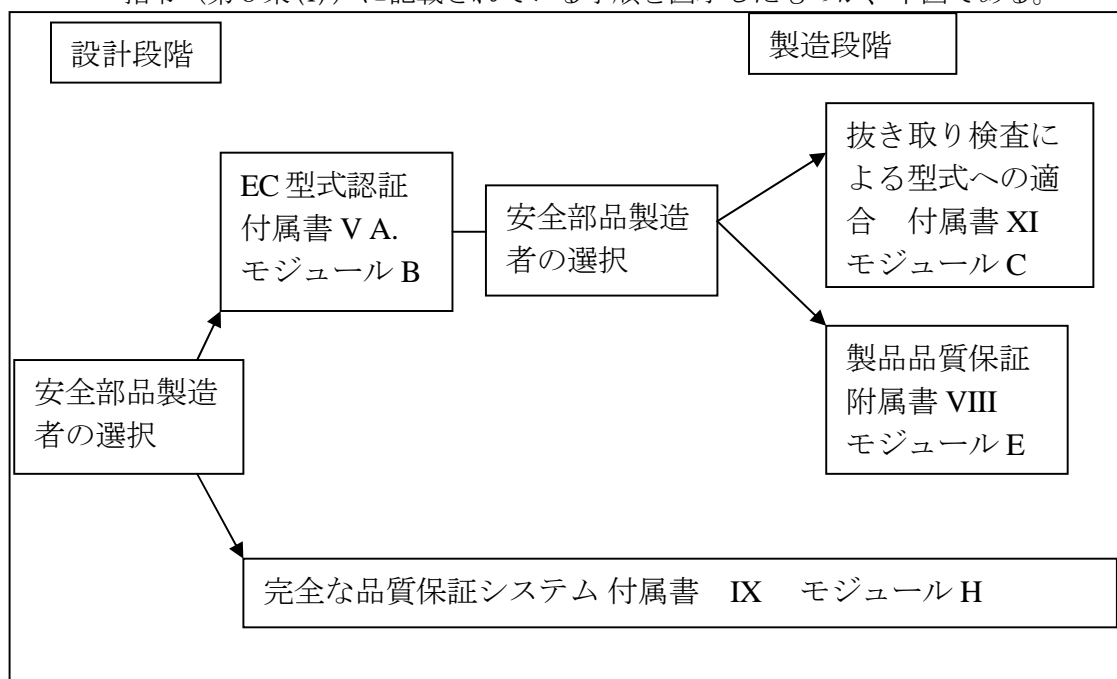 設計段階
製造段階
EC 型式認証
付属書 V A.
モジュール B
安全部品製造
者の選択
抜き取り検査に
よる型式への適
合 付属書 XI
モジュール C
製品品質保証
附属書 VIII
モジュール E
安全部品製造
者の選択
完全な品質保証システム 付属書 IX モジュール H